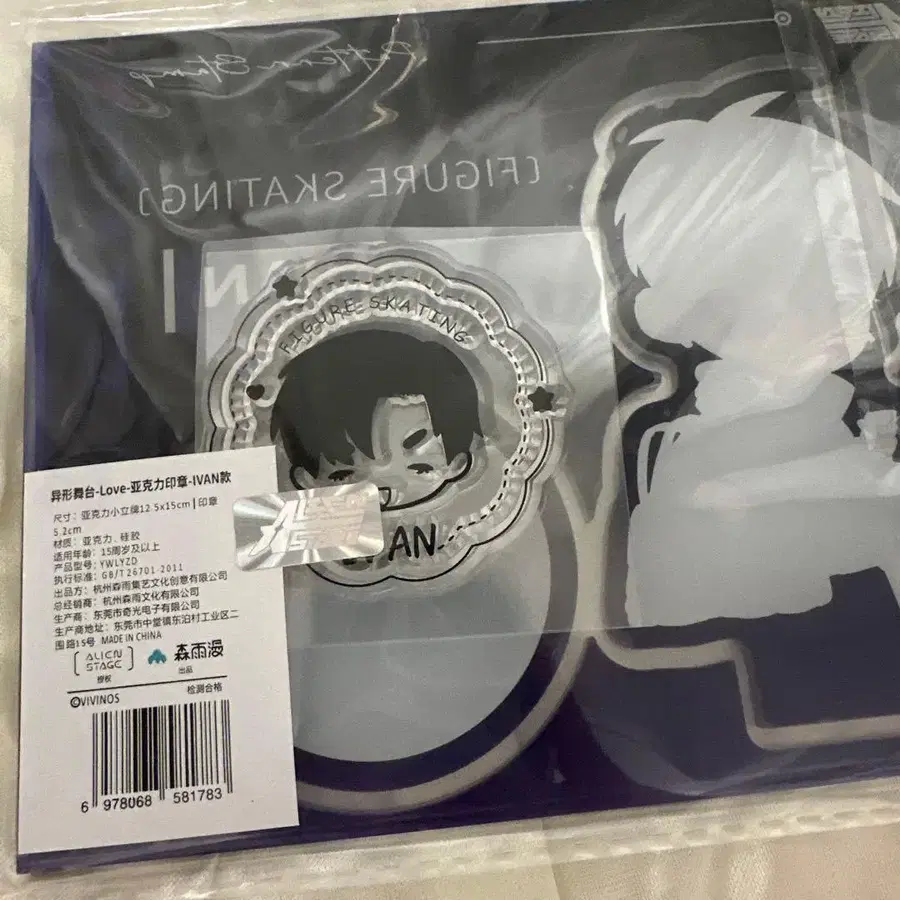 Pattern Stamp
(FIGURE SKATING)
IVAN
FIGURE SKATING
IVAN
异形舞台-Love-亚克力印章-IVAN款
尺寸：亚克力小立牌12.5x15cm|印章
5.2cm
材质：亚克力、硅胶
适用年龄：15周岁及以上
产品型号：YWLYZD
执行标准：GB/T 26701-2011
出品方：杭州森雨集艺文化创意有限公司
总经销商：杭州森雨文化有限公司
生产商：东莞市奇光电子有限公司
生产商地址：东莞市中堂镇东泊村工业区二
围路15号 MADE IN CHINA
[ALIEN STAGE]
授权
森雨漫
出品
©VIVINOS
检测合格
6 978068 581783